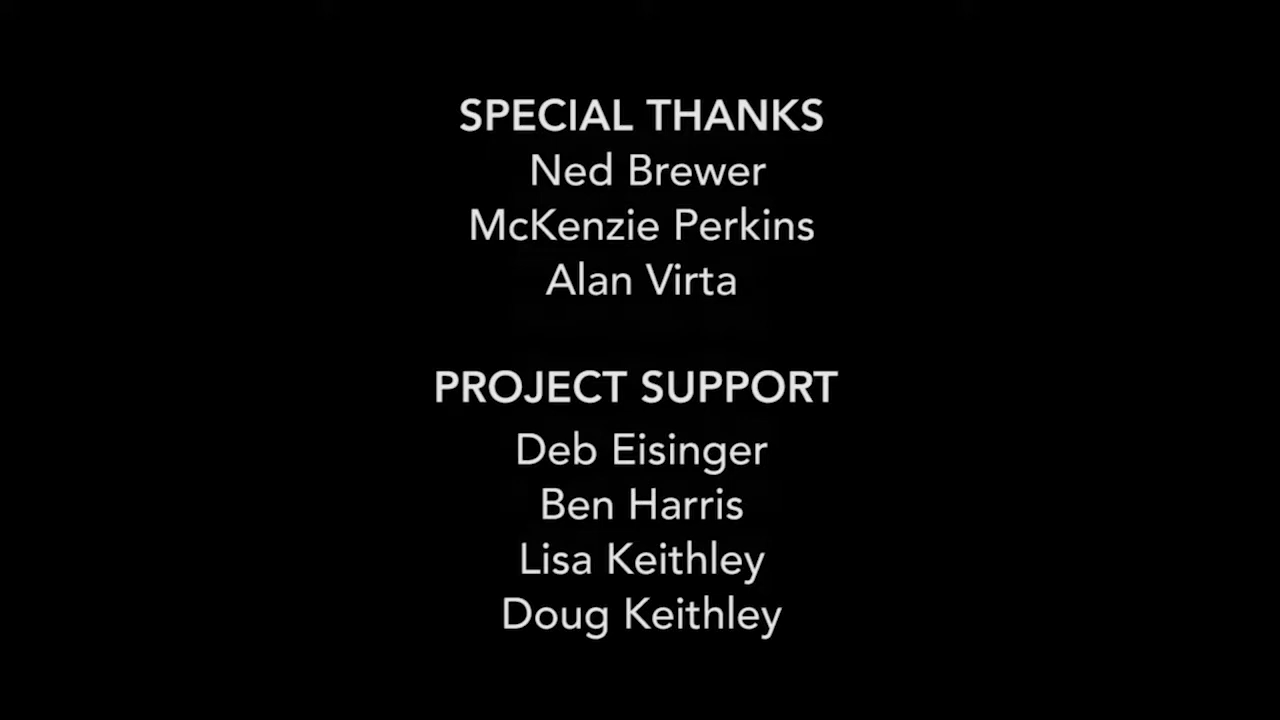 SPECIAL THANKS
Ned Brewer
McKenzie Perkins
Alan Virta
PROJECT SUPPORT
Deb Eisinger
Ben Harris
Lisa Keithley
Doug Keithley